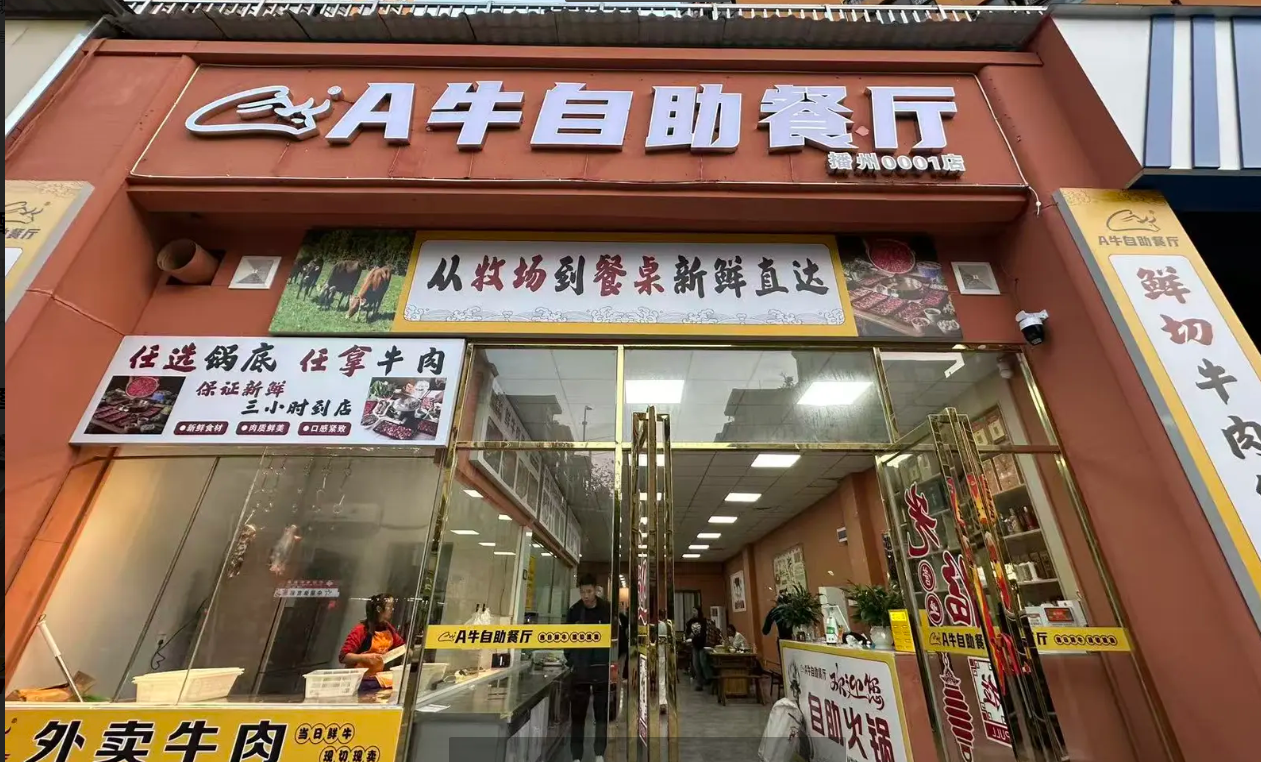 A牛自助餐厅
播州0001店
从牧场到餐桌新鲜直达
A牛自助餐厅
鲜切牛肉
任选锅底 任拿牛肉
保证新鲜
三小时到店
●新鲜食材 ●肉质鲜美 ●口感紧致
A牛自助餐厅
A牛自助餐厅
A牛自助餐厅
欢迎您
自助火锅
外卖牛肉
当日鲜牛
现切现卖